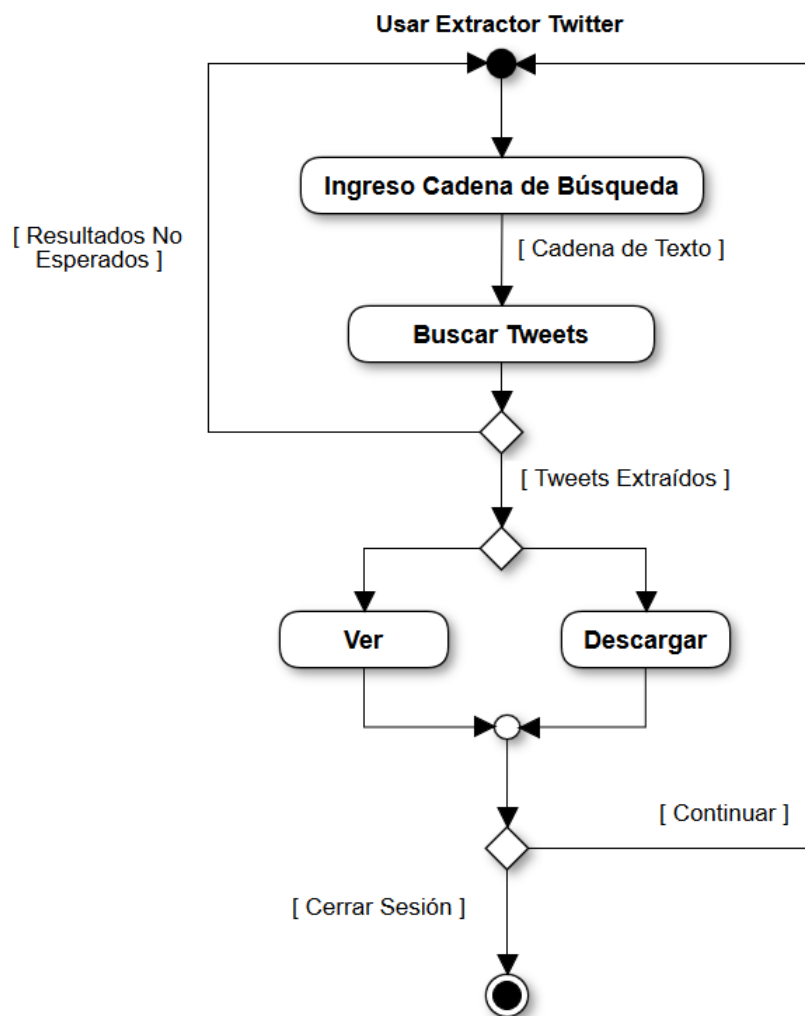 Usar Extractor Twitter
Ingreso Cadena de Búsqueda
[ Resultados No
Esperados ]
[ Cadena de Texto ]
Buscar Tweets
[ Tweets Extraídos ]
Ver
Descargar
[ Continuar ]
[ Cerrar Sesión ]